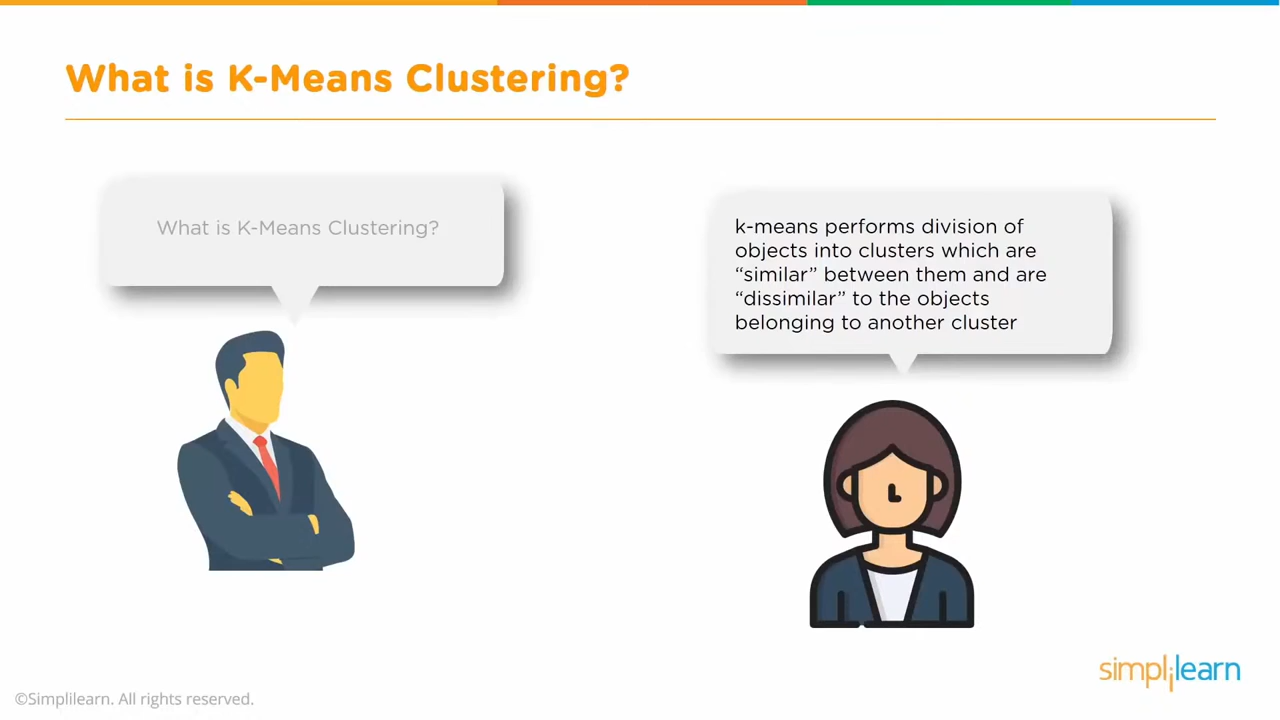 What is K-Means Clustering?
What is K-Means Clustering?
k-means performs division of
objects into clusters which are
“similar” between them and are
“dissimilar” to the objects
belonging to another cluster
simplilearn
©Simplilearn. All rights reserved.